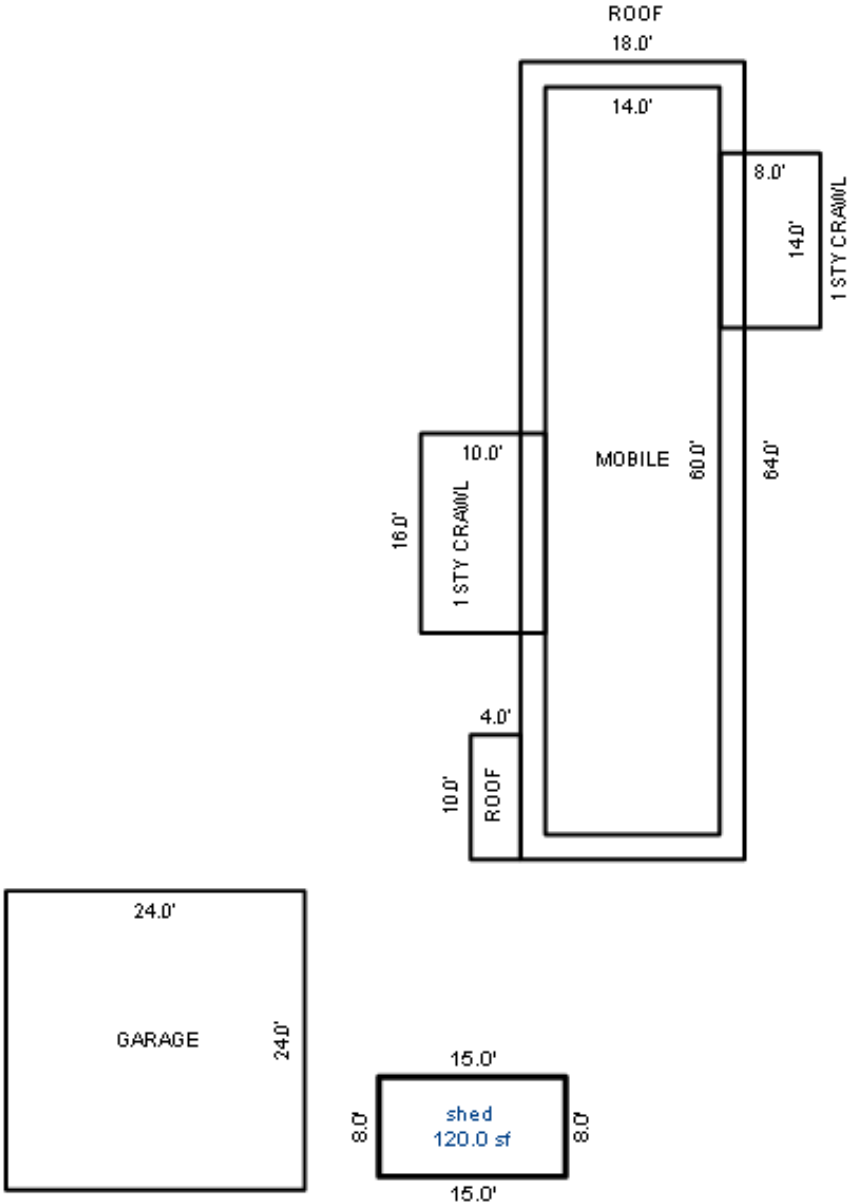 ROOF
18.0'
14.0'
8.0'
14.0'
1 STY CRAWL
MOBILE
60.0'
64.0'
10.0'
16.0'
1 STY CRAWL
4.0'
10.0'
ROOF
24.0'
GARAGE
24.0'
15.0'
8.0'
shed
120.0 sf
8.0'
15.0'